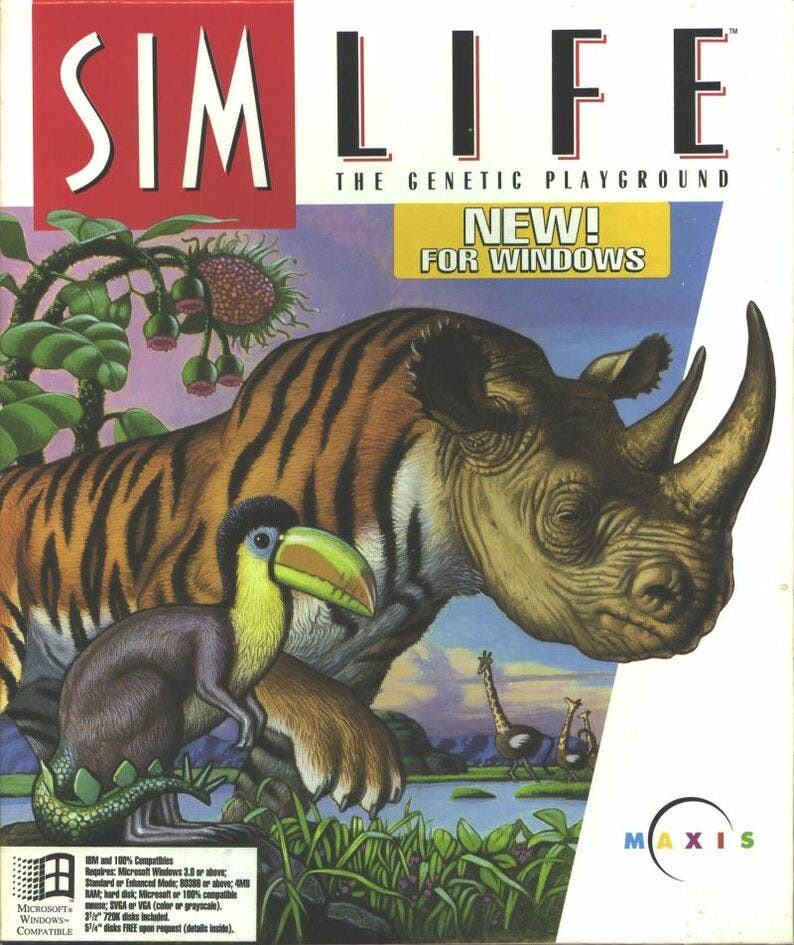 SIM LIFE™
THE GENETIC PLAYGROUND
NEW!
FOR WINDOWS
MAXIS
IBM and 100% Compatibles
Requires: Microsoft Windows 3.0 or above;
Standard or Enhanced Mode; 80386 or above; 4MB
RAM; hard disk; Microsoft or 100% compatible
mouse; SVGA or VGA (color or grayscale).
3½" 720K disks included.
5¼" disks FREE upon request (details inside).
MICROSOFT®
WINDOWS™
COMPATIBLE